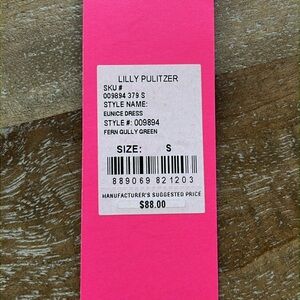 LILLY PULITZER
SKU #
009894 379 S
STYLE NAME:
EUNICE DRESS
STYLE #: 009894
FERN GULLY GREEN
SIZE: S
889069 821203
MANUFACTURER'S SUGGESTED PRICE
$88.00